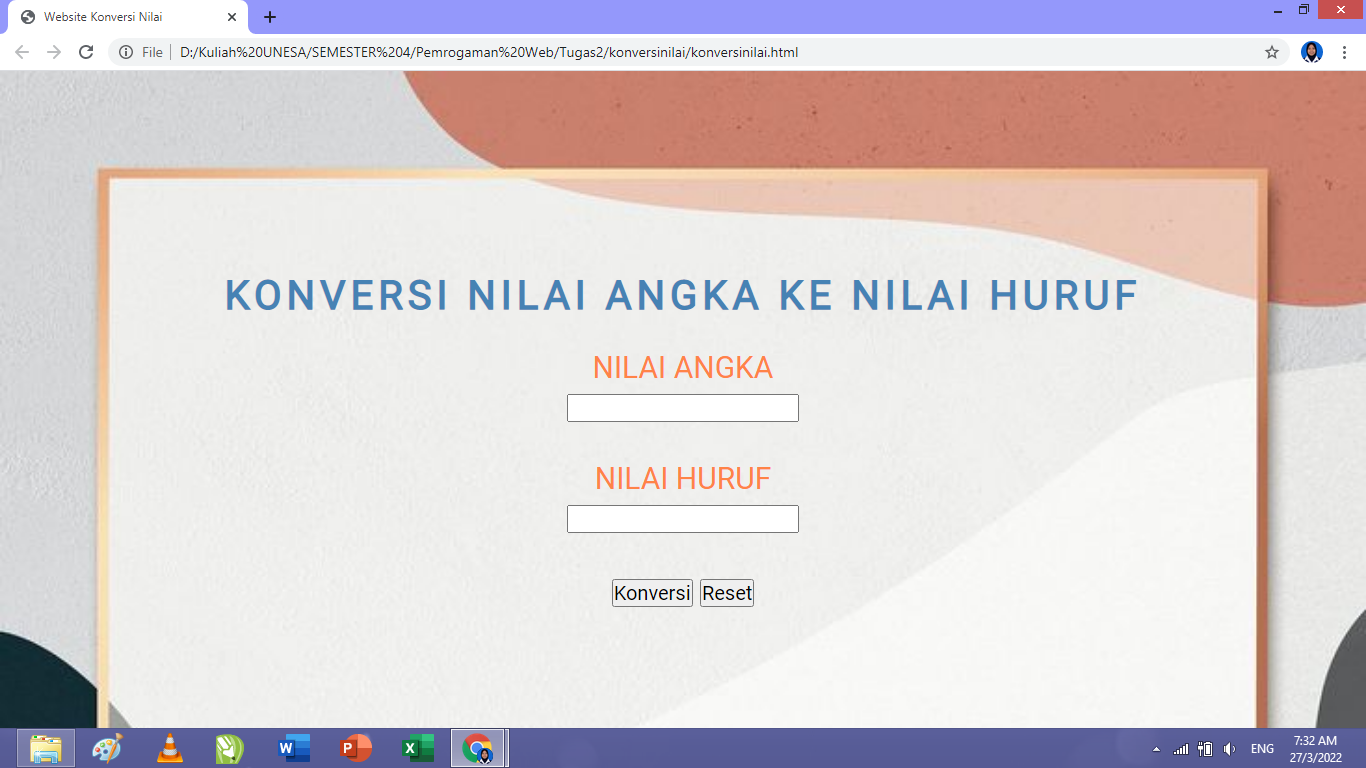 Website Konversi Nilai
File D:/Kuliah%20UNESA/SEMESTER%204/Pemrogaman%20Web/Tugas2/konversinilai/konversinilai.html
KONVERSI NILAI ANGKA KE NILAI HURUF
NILAI ANGKA
NILAI HURUF
Konversi Reset
W P X ENG 7:32 AM
27/3/2022